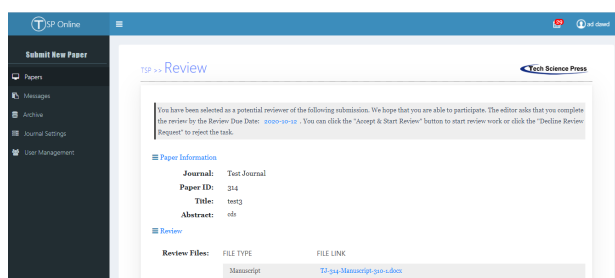 TSP Online
ad dawd
Submit New Paper
Papers
Messages
Archive
Journal Settings
User Management
TSP >> Review
Tech Science Press
You have been selected as a potential reviewer of the following submission. We hope that you are able to participate. The editor asks that you complete
the review by the Review Due Date: 2020-10-12 . You can click the "Accept & Start Review" button to start review work or click the "Decline Review
Request" to reject the task.
Paper Information
Journal: Test Journal
Paper ID: 314
Title: test3
Abstract: cds
Review
Review Files: FILE TYPE FILE LINK
Manuscript TJ-314-Manuscript-310-1.docx